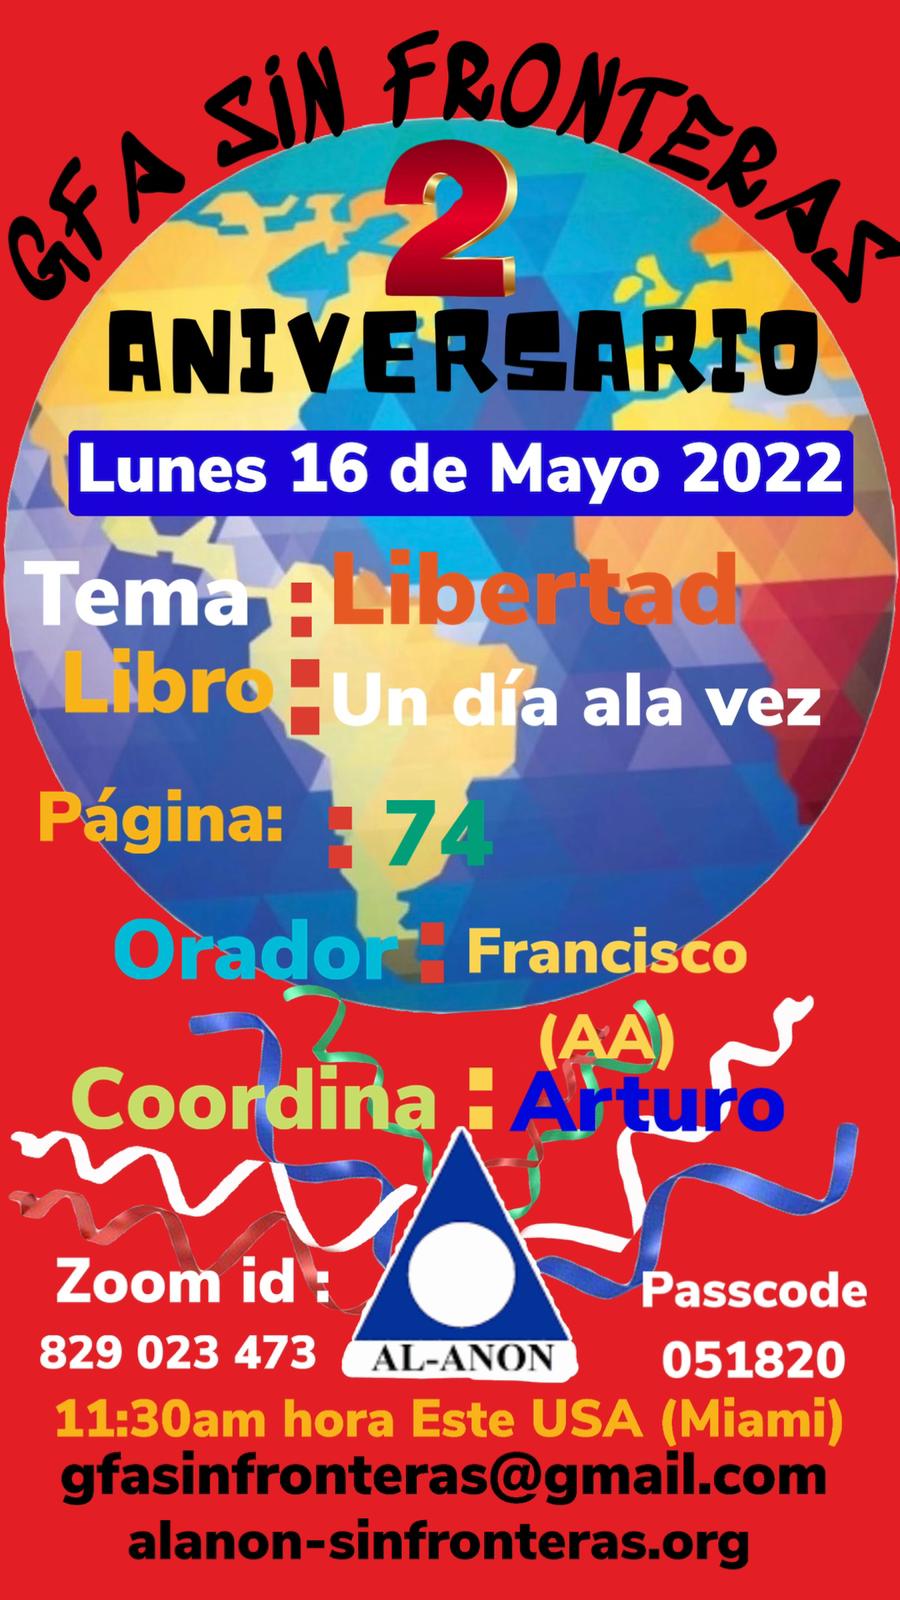 GFA SiN FRONTERAS
2
ANIVERSARIO
Lunes 16 de Mayo 2022
Tema : Libertad
Libro : Un día ala vez
Página: : 74
Orador : Francisco
(AA)
Coordina : Arturo
Zoom id :
829 023 473
AL-ANON
Passcode
051820
11:30am hora Este USA (Miami)
gfasinfronteras@gmail.com
alanon-sinfronteras.org